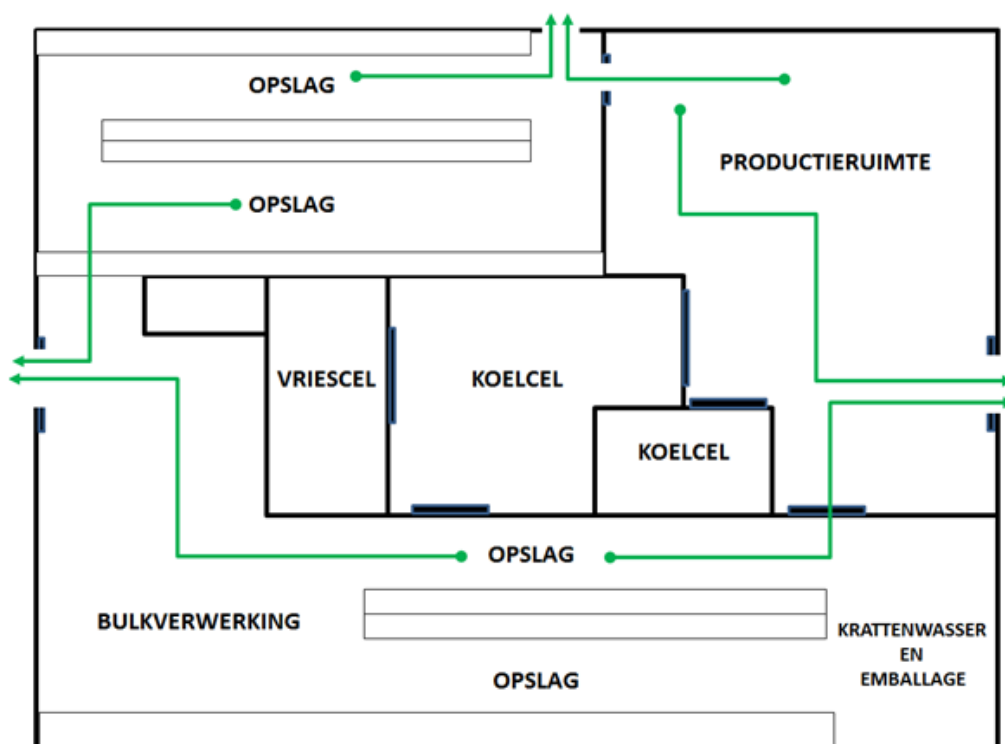 OPSLAG
PRODUCTIERUIMTE
OPSLAG
VRIESCEL
KOELCEL
KOELCEL
OPSLAG
BULKVERWERKING
KRATTENWASSER
EN
EMBALLAGE
OPSLAG